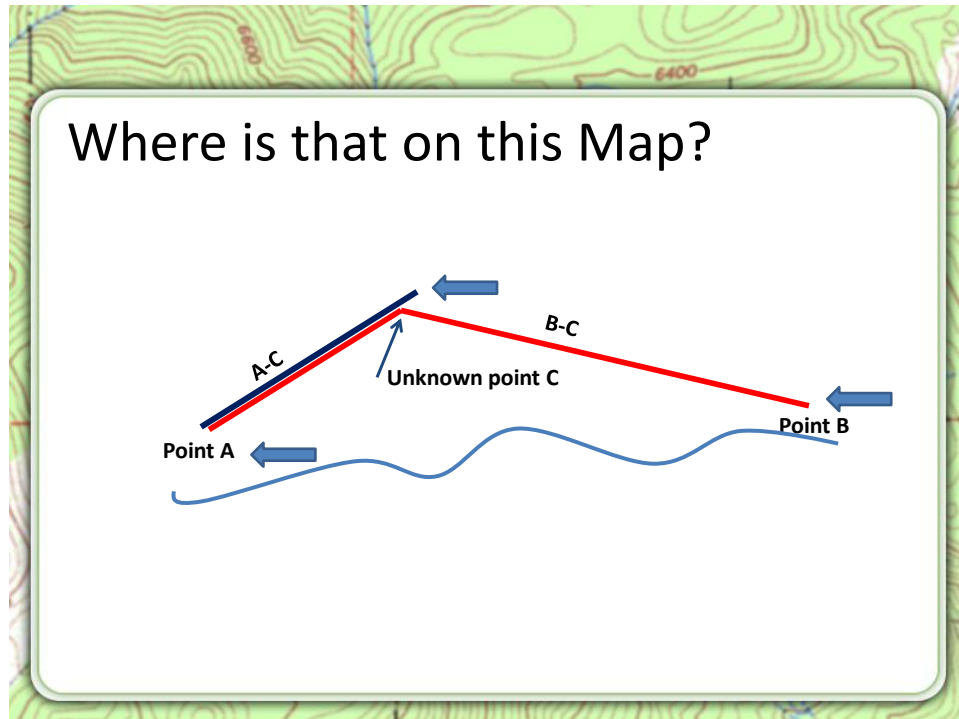 6600
6400
Where is that on this Map?
B-C
A-C
Unknown point C
Point B
Point A